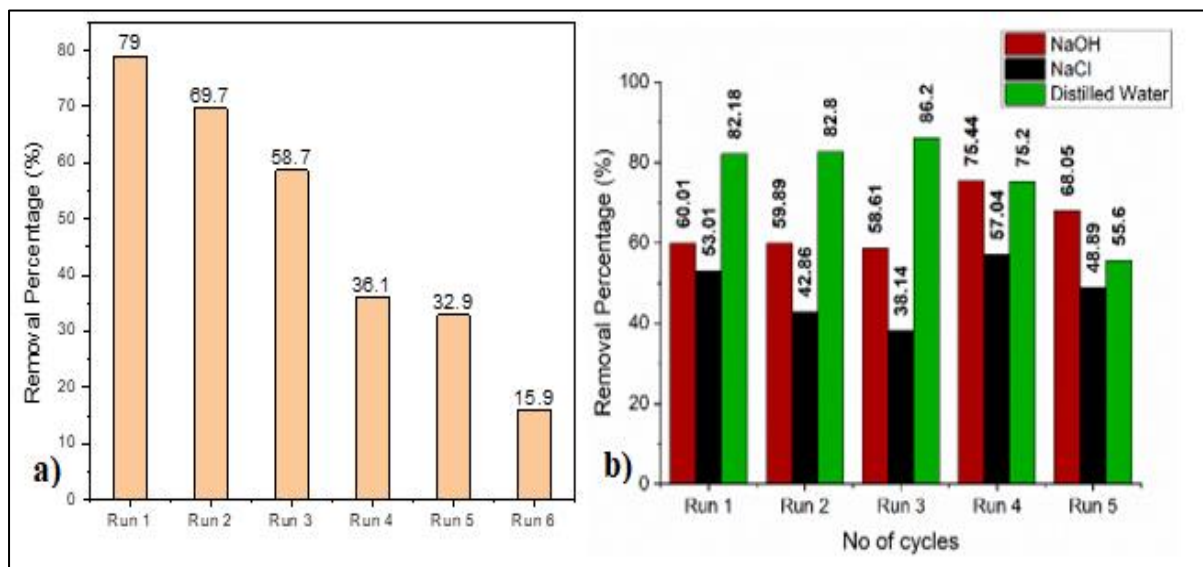 Removal Percentage (%)
80
70
60
50
40
30
20
10
0
79
69.7
58.7
36.1
32.9
15.9
Run 1 Run 2 Run 3 Run 4 Run 5 Run 6
a)
NaOH
NaCl
Distilled Water
Removal Percentage (%)
100
80
60
40
20
0
60.01 53.01 82.18
59.89 42.86 82.8
58.61 38.14 86.2
75.44 57.04 75.2
68.05 48.89 55.6
Run 1 Run 2 Run 3 Run 4 Run 5
No of cycles
b)